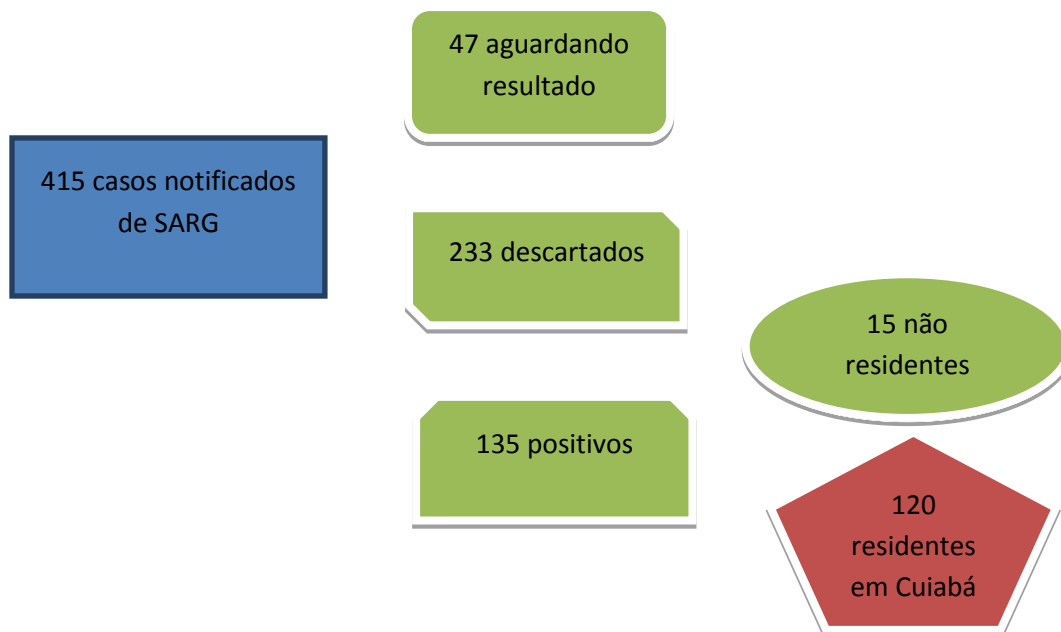 415 casos notificados
de SARG
47 aguardando
resultado
233 descartados
135 positivos
15 não
residentes
120
residentes
em Cuiabá